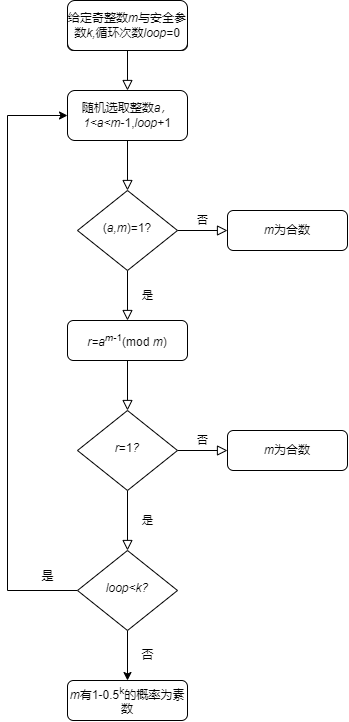 给定奇整数m与安全参
数k,循环次数loop=0
随机选取整数a，
1<a<m-1,loop+1
(a,m)=1?
否
m为合数
是
r=a^{m-1}(mod m)
r=1?
否
m为合数
是
loop<k?
是
否
m有1-0.5^k的概率为素
数